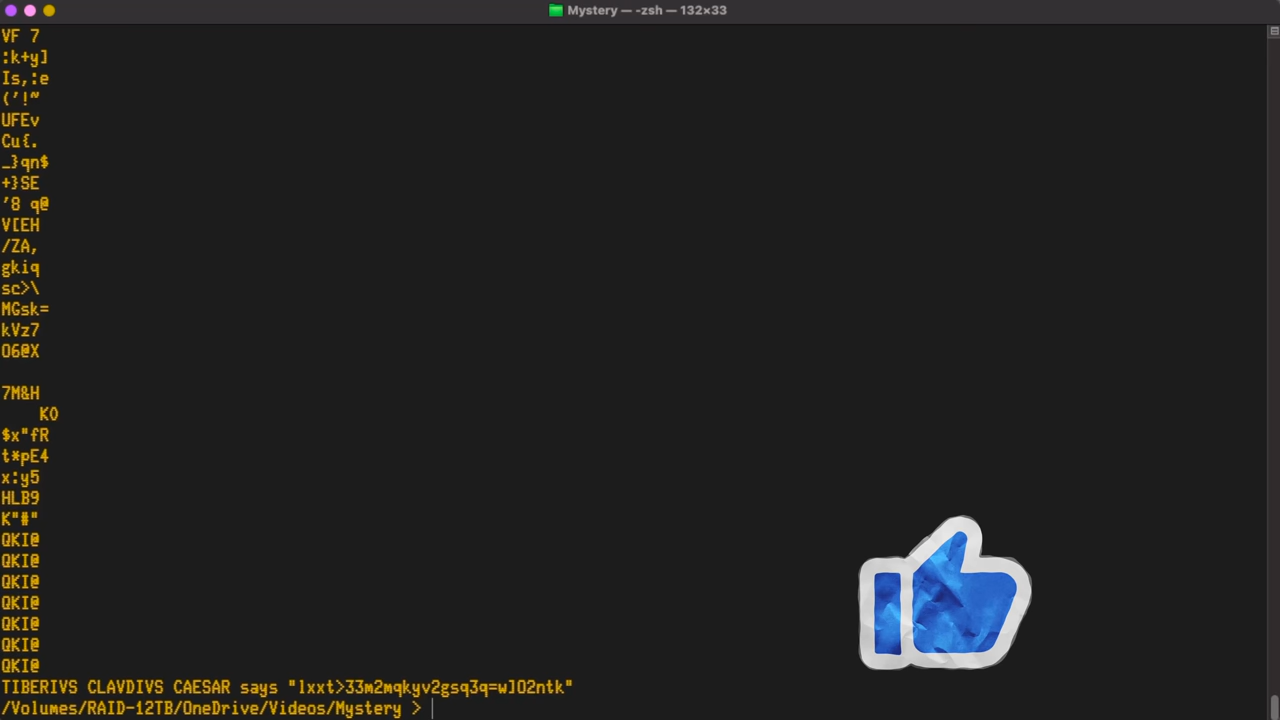 Mystery — -zsh — 132×33
VF 7
:k+y]
Is,:e
('!~
UFEv
Cu{.
_}qn$
+}SE
'8 q@
V[EH
/ZA,
gkiq
sc>\
MGsk=
kVz7
O6@X
7M&H
KO
$x"fR
t*pE4
x:y5
HLB9
K"#"
QKI@
QKI@
QKI@
QKI@
QKI@
QKI@
QKI@
TIBERIVS CLAVDIVS CAESAR says "lxxt>33m2mqkyv2gsq3q=w]O2ntk"
/Volumes/RAID-12TB/OneDrive/Videos/Mystery >